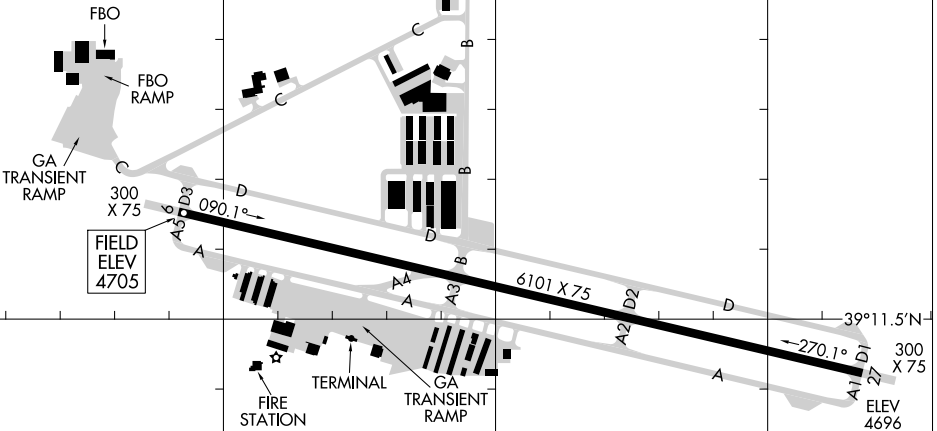 FBO
C
B
FBO
RAMP
C
GA
TRANSIENT
RAMP
C
B
300
X 75
D3
D
9
090.1°
A5
D
FIELD
ELEV
4705
A
B
A4
A3
A
6101 X 75
D2
D
A2
39°11.5'N
270.1°
D1
300
X 75
27
A1
A
TERMINAL
GA
TRANSIENT
RAMP
FIRE
STATION
ELEV
4696